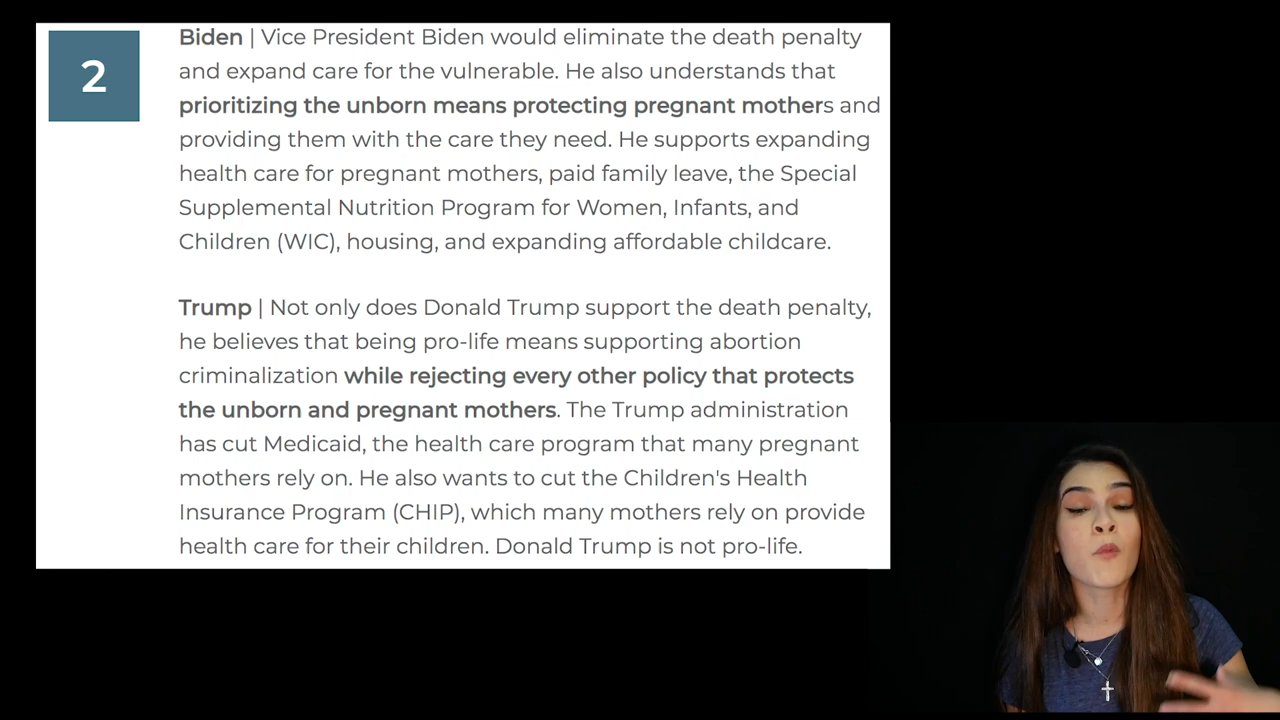 2
Biden | Vice President Biden would eliminate the death penalty
and expand care for the vulnerable. He also understands that
prioritizing the unborn means protecting pregnant mothers and
providing them with the care they need. He supports expanding
health care for pregnant mothers, paid family leave, the Special
Supplemental Nutrition Program for Women, Infants, and
Children (WIC), housing, and expanding affordable childcare.
Trump | Not only does Donald Trump support the death penalty,
he believes that being pro-life means supporting abortion
criminalization while rejecting every other policy that protects
the unborn and pregnant mothers. The Trump administration
has cut Medicaid, the health care program that many pregnant
mothers rely on. He also wants to cut the Children's Health
Insurance Program (CHIP), which many mothers rely on provide
health care for their children. Donald Trump is not pro-life.